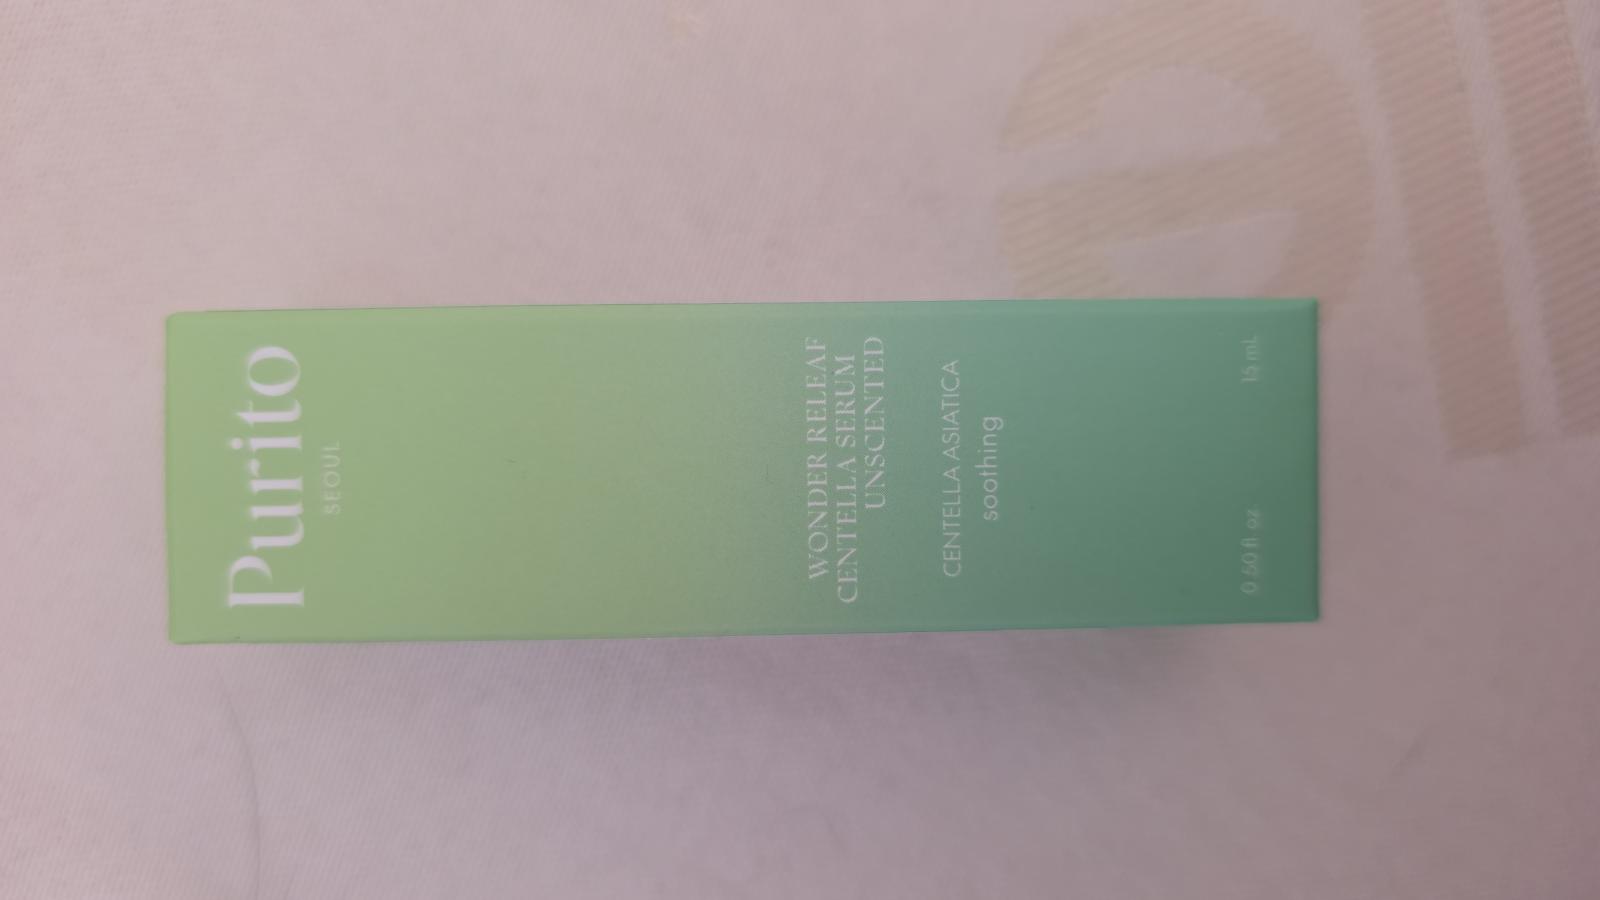 Purito
SEOUL
WONDER RELEAF
CENTELLA SERUM
UNSCENTED
CENTELLA ASIATICA
soothing
0.50 fl oz 15 mL